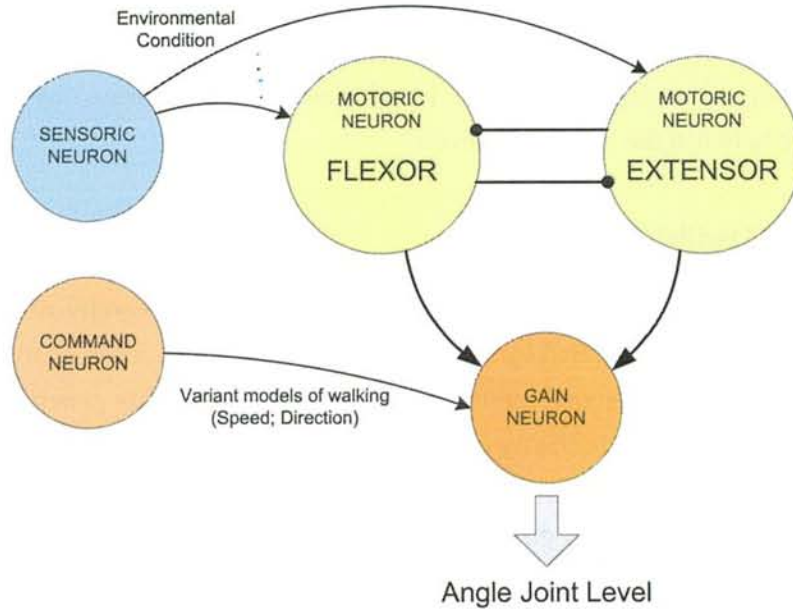 Environmental
Condition
SENSORIC
NEURON
MOTORIC
NEURON
FLEXOR
MOTORIC
NEURON
EXTENSOR
COMMAND
NEURON
Variant models of walking
(Speed; Direction)
GAIN
NEURON
Angle Joint Level